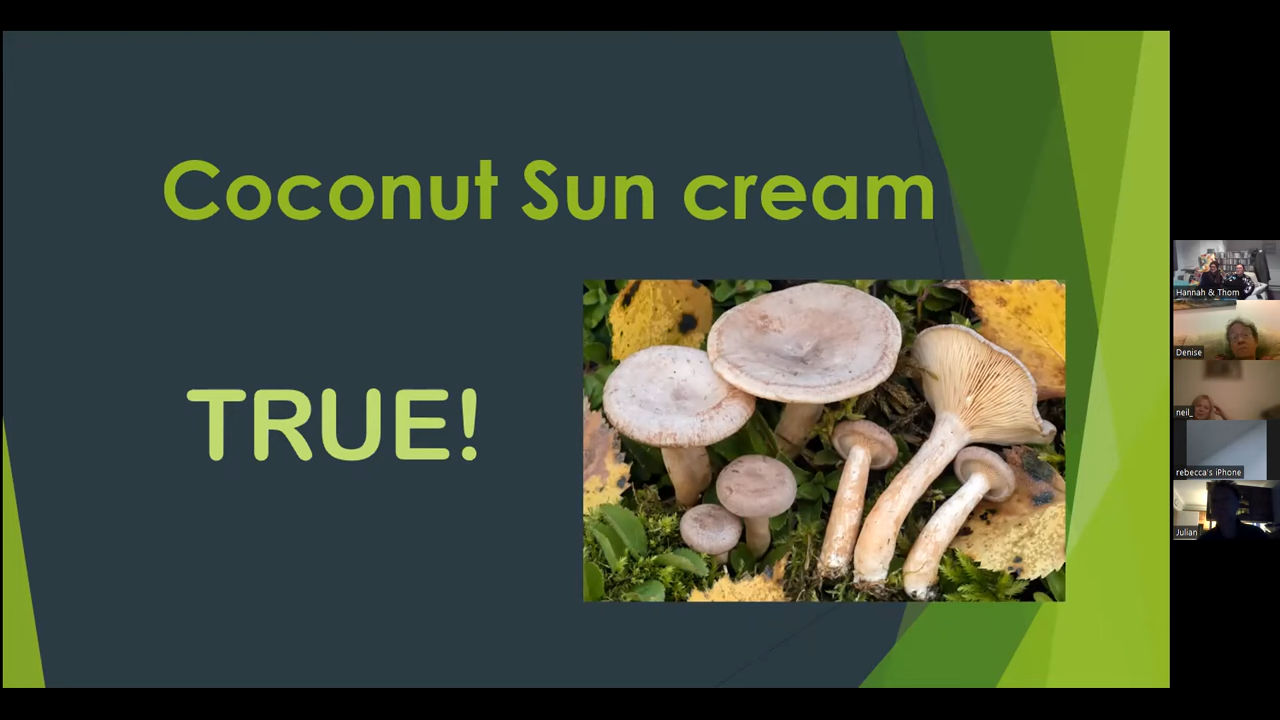 Coconut Sun cream
TRUE!
Hannah & Thom
Denise
neil_
rebecca's iPhone
Julian